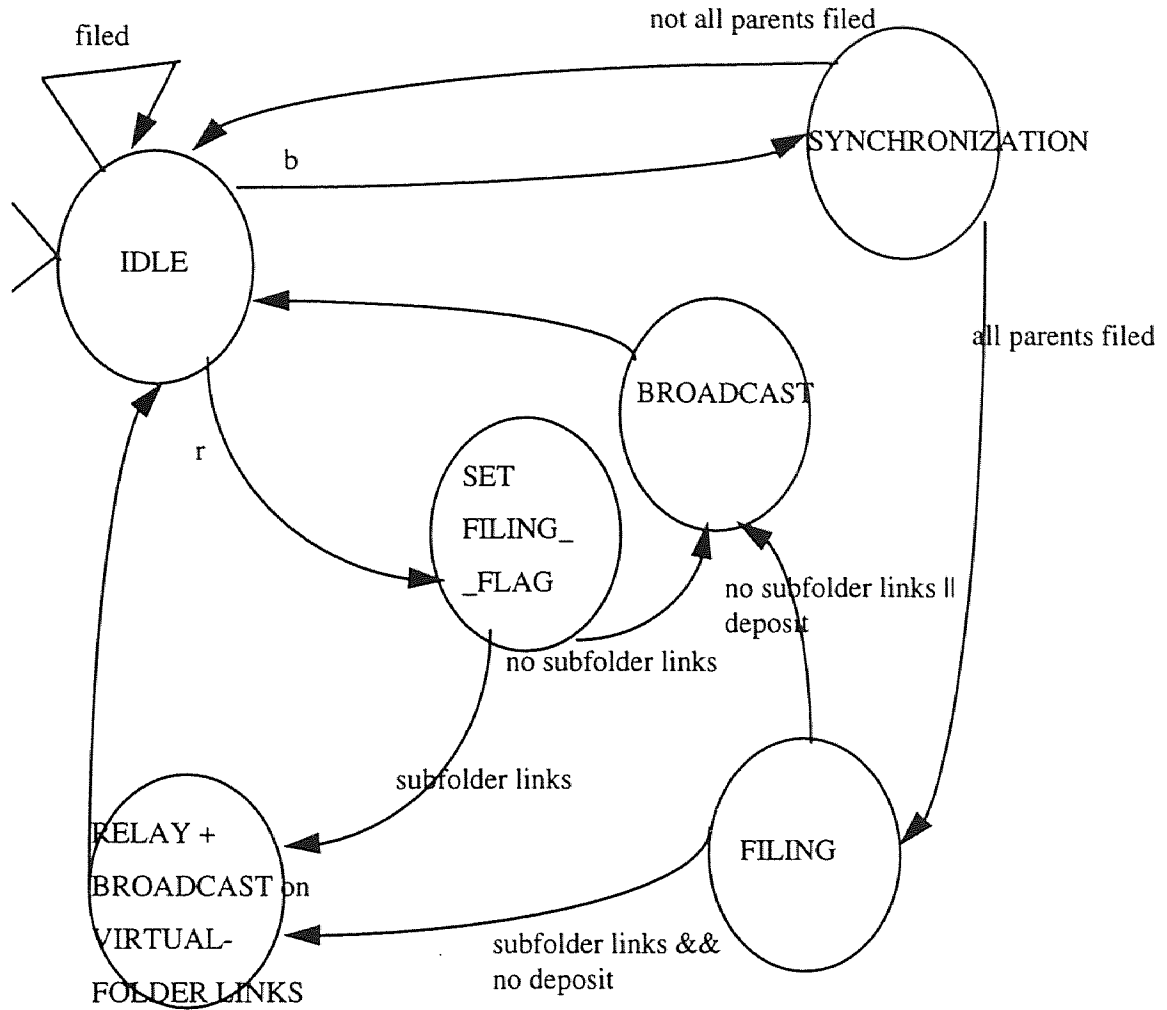 not all parents filed
filed
SYNCHRONIZATION
b
IDLE
all parents filed
BROADCAST
r
SET
FILING_
_FLAG
no subfolder links ||
deposit
no subfolder links
subfolder links
RELAY +
BROADCAST on
VIRTUAL-
FOLDER LINKS
FILING
subfolder links &&
no deposit